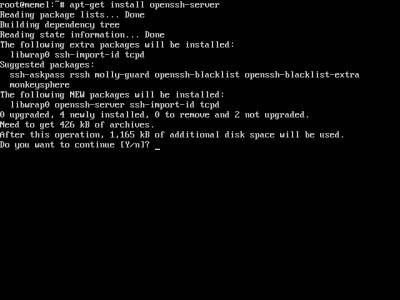 root@memel:~# apt-get install openssh-server
Reading package lists... Done
Building dependency tree
Reading state information... Done
The following extra packages will be installed:
  libwrap0 ssh-import-id tcpd
Suggested packages:
  ssh-askpass rssh molly-guard openssh-blacklist openssh-blacklist-extra
  monkeysphere
The following NEW packages will be installed:
  libwrap0 openssh-server ssh-import-id tcpd
0 upgraded, 4 newly installed, 0 to remove and 2 not upgraded.
Need to get 426 kB of archives.
After this operation, 1,165 kB of additional disk space will be used.
Do you want to continue [Y/n]? _